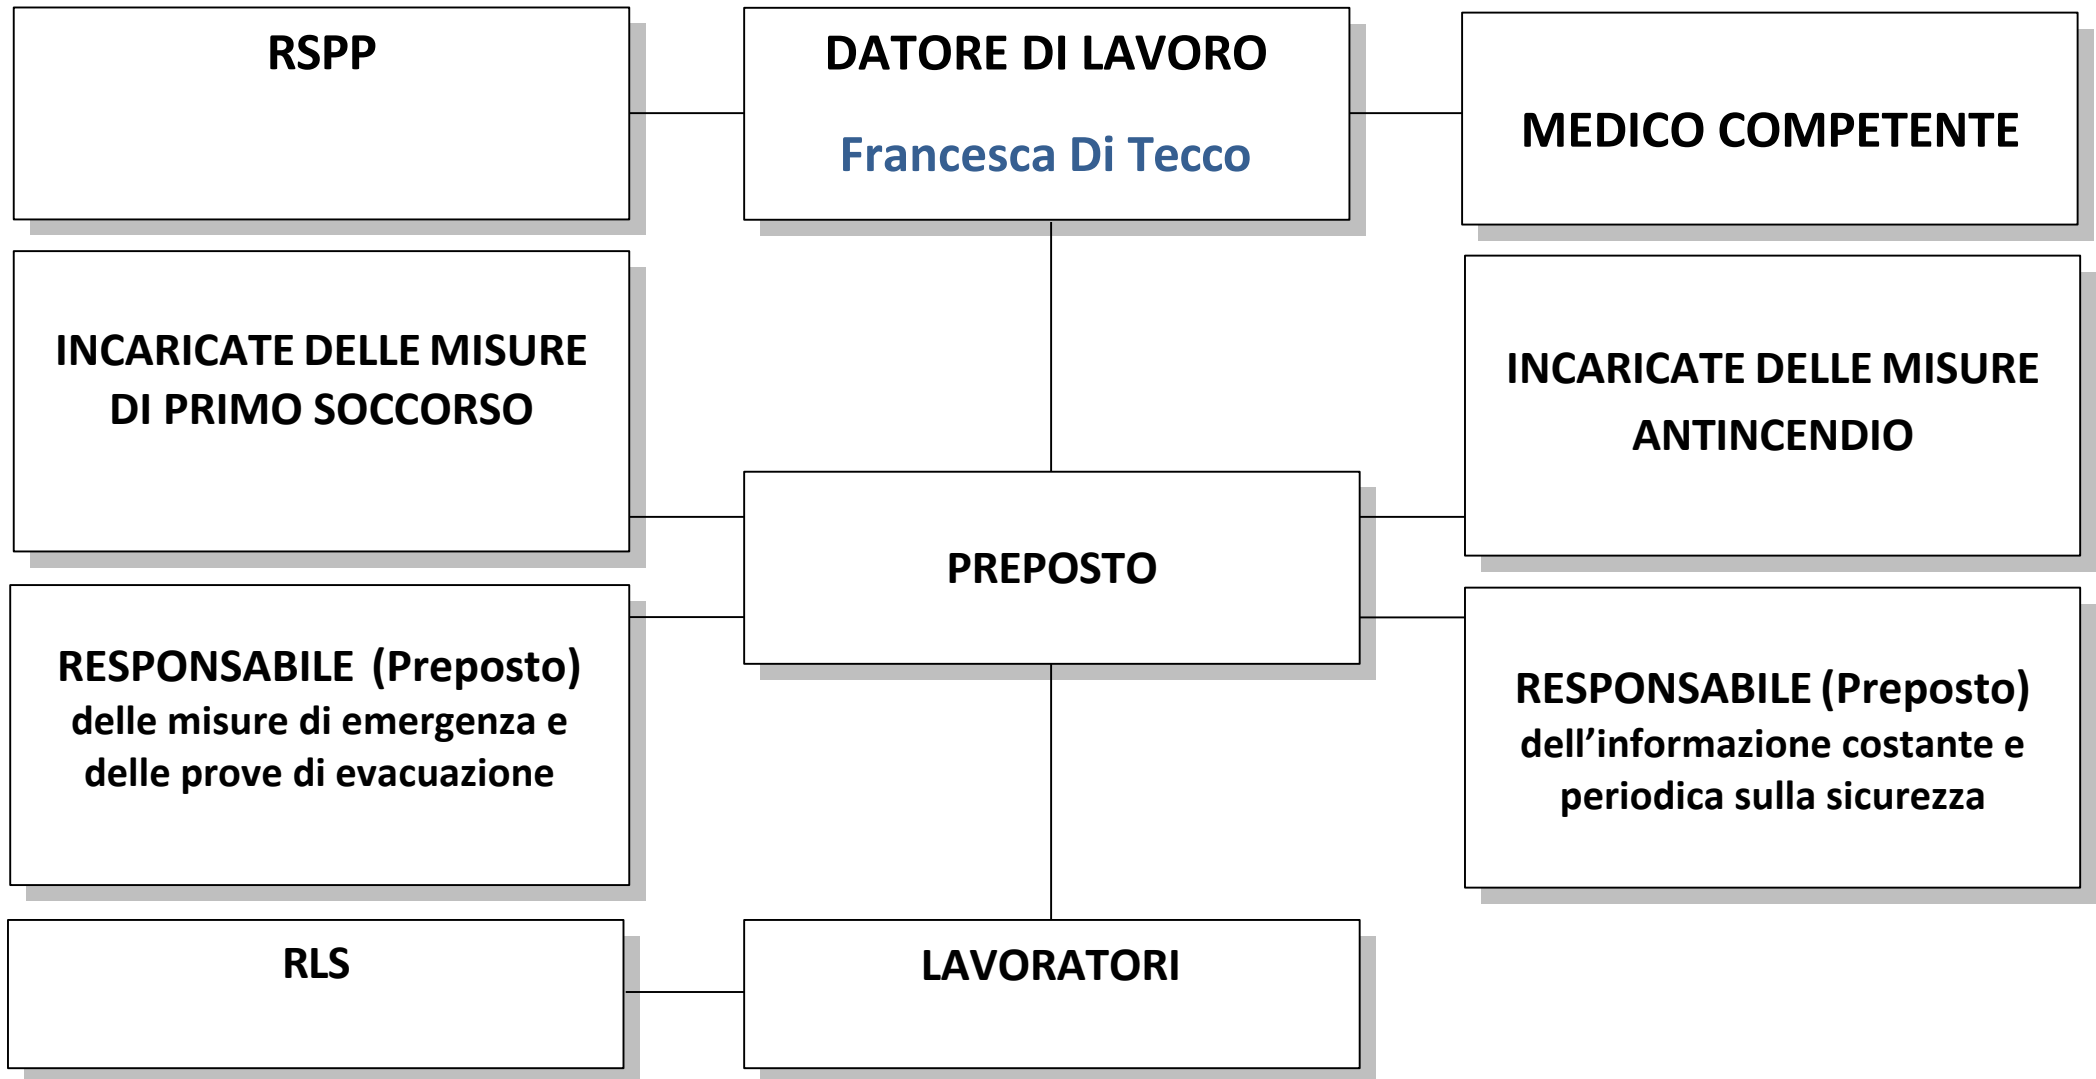 RSPP
DATORE DI LAVORO
Francesca Di Tecco
MEDICO COMPETENTE
INCARICATE DELLE MISURE
DI PRIMO SOCCORSO
INCARICATE DELLE MISURE
ANTINCENDIO
PREPOSTO
RESPONSABILE (Preposto)
delle misure di emergenza e
delle prove di evacuazione
RESPONSABILE (Preposto)
dell’informazione costante e
periodica sulla sicurezza
RLS
LAVORATORI